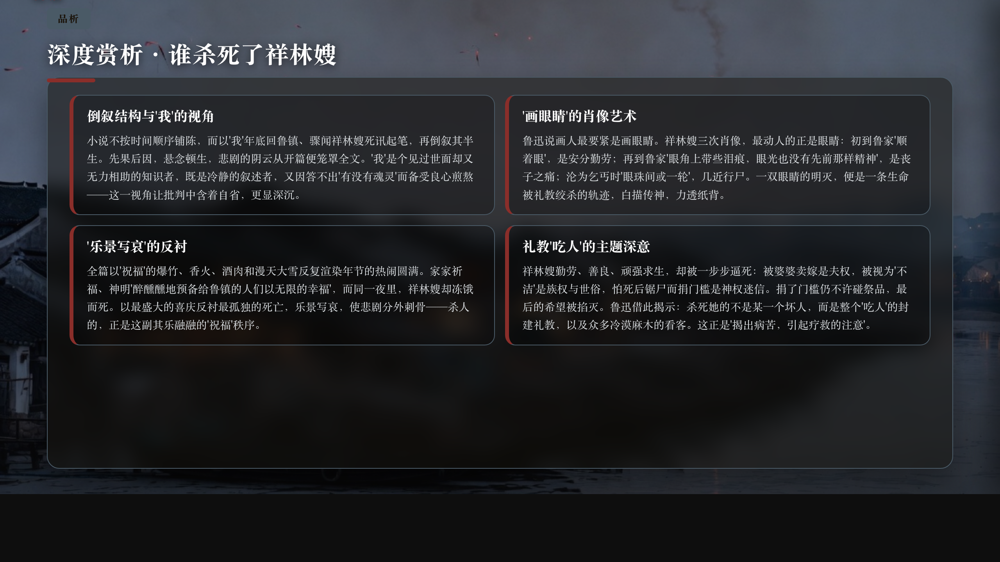 品析
深度赏析 · 谁杀死了祥林嫂
倒叙结构与'我'的视角
小说不按时间顺序铺陈，而以'我'年底回鲁镇、骤闻祥林嫂死讯起笔，再倒叙其半
生。先果后因，悬念顿生，悲剧的阴云从开篇便笼罩全文。'我'是个见过世面却又
无力相助的知识者，既是冷静的叙述者，又因答不出'有没有魂灵'而备受良心煎熬
——这一视角让批判中含着自省，更显深沉。
'画眼睛'的肖像艺术
鲁迅说画人最要紧是画眼睛。祥林嫂三次肖像，最动人的正是眼睛：初到鲁家'顺
着眼'，是安分勤劳；再到鲁家'眼角上带些泪痕，眼光也没有先前那样精神'，是丧
子之痛；沦为乞丐时'眼珠间或一轮'，几近行尸。一双眼睛的明灭，便是一条生命
被礼教绞杀的轨迹，白描传神，力透纸背。
'乐景写哀'的反衬
全篇以'祝福'的爆竹、香火、酒肉和漫天大雪反复渲染年节的热闹圆满。家家祈
福、神明'醉醺醺地预备给鲁镇的人们以无限的幸福'，而同一夜里，祥林嫂却冻饿
而死。以最盛大的喜庆反衬最孤独的死亡，乐景写哀，使悲剧分外刺骨——杀人
的，正是这副其乐融融的'祝福'秩序。
礼教'吃人'的主题深意
祥林嫂勤劳、善良、顽强求生，却被一步步逼死：被婆婆卖嫁是夫权，被视为'不
洁'是族权与世俗，怕死后锯尸而捐门槛是神权迷信。捐了门槛仍不许碰祭品，最
后的希望被掐灭。鲁迅借此揭示：杀死她的不是某一个坏人，而是整个'吃人'的封
建礼教，以及众多冷漠麻木的看客。这正是'揭出病苦，引起疗救的注意'。